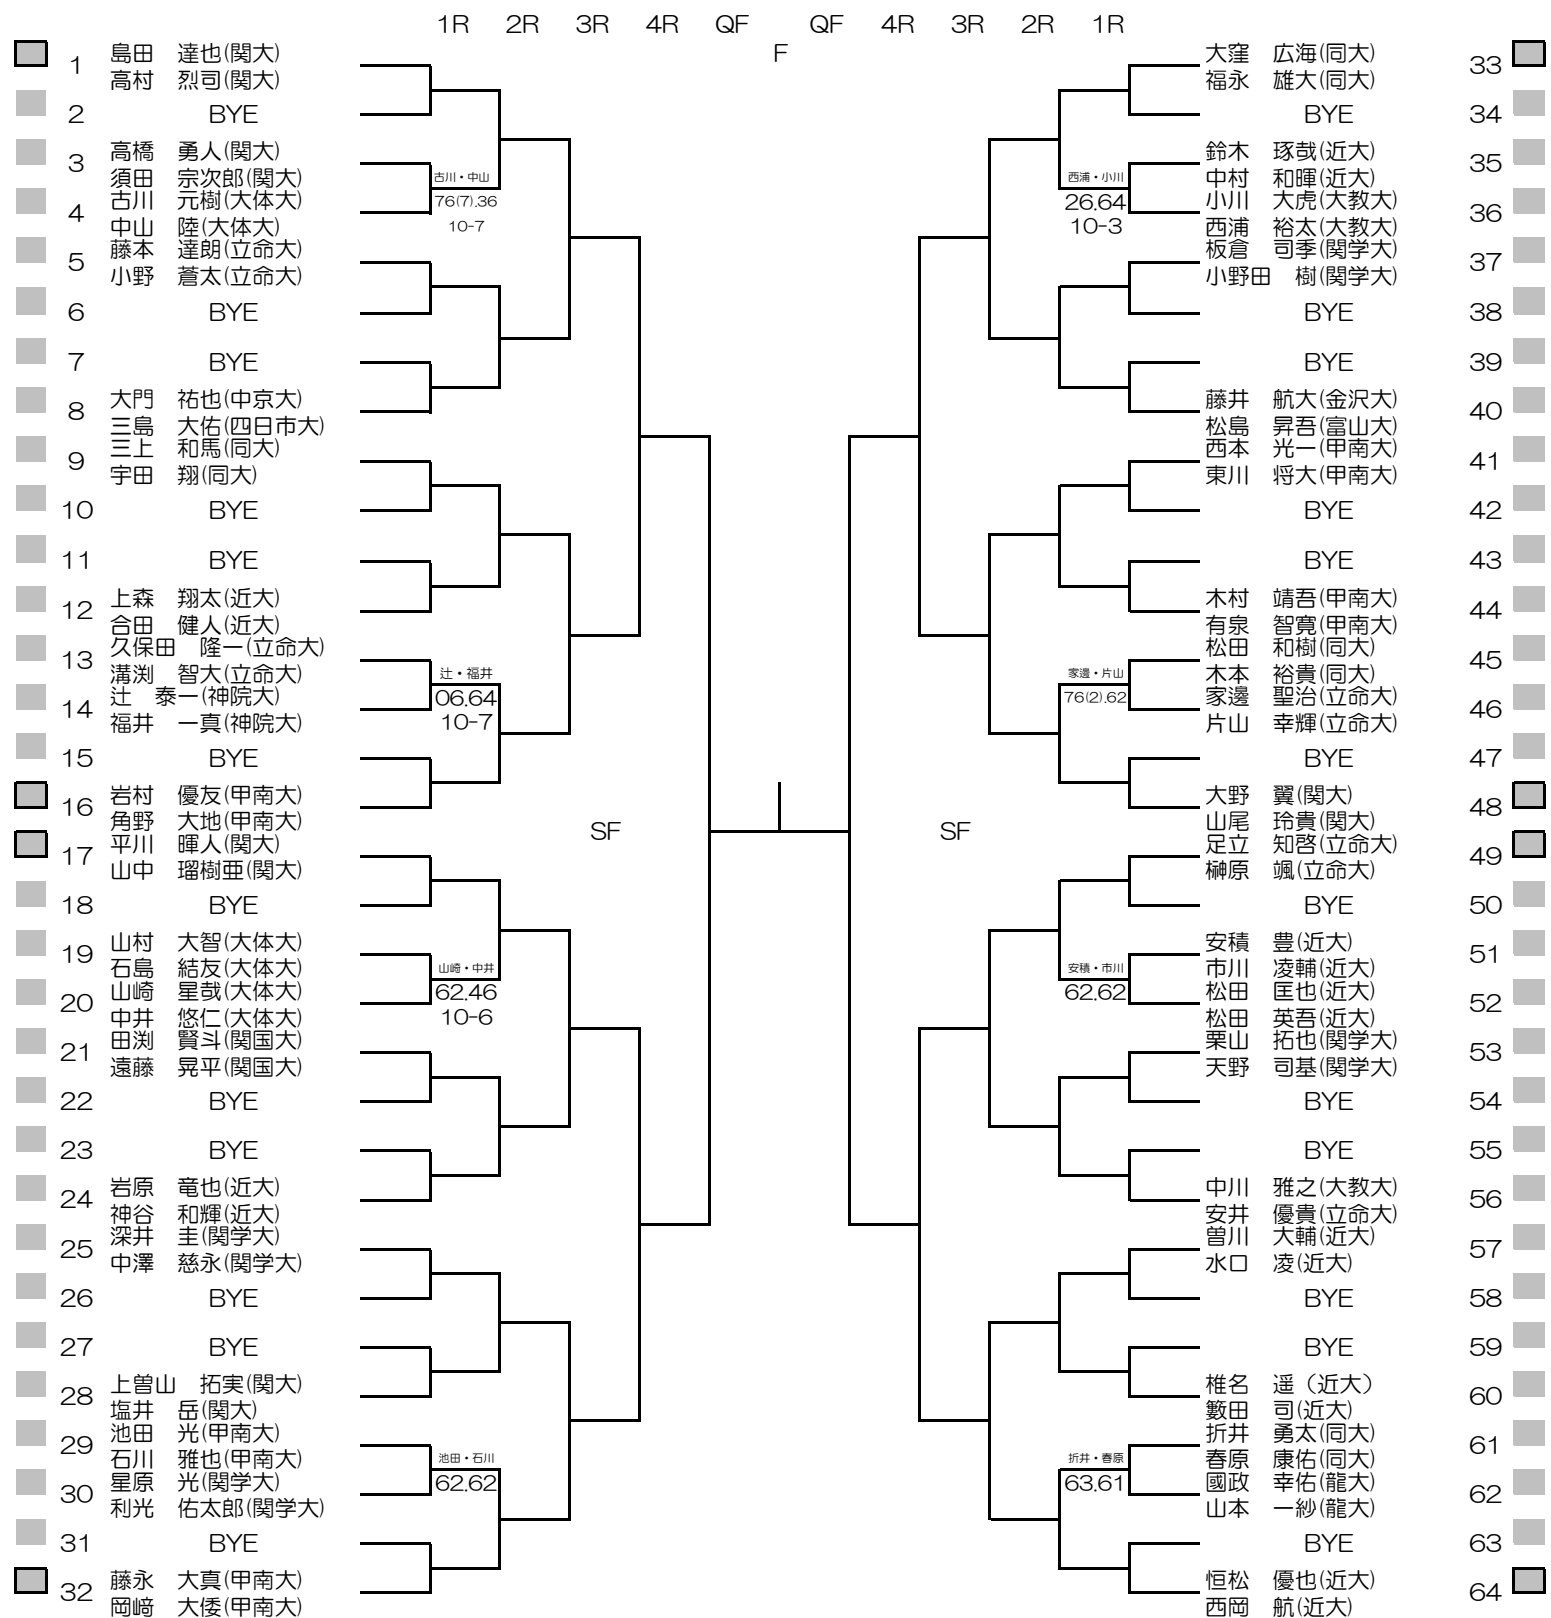 1R 2R 3R 4R QF F QF 4R 3R 2R 1R
1 島田 達也(関大)
高村 烈司(関大)
2 BYE
3 高橋 勇人(関大)
須田 宗次郎(関大)
古川・中山
76(7).36
10-7
4 古川 元樹(大体大)
中山 陸(大体大)
5 藤本 達朗(立命大)
小野 蒼太(立命大)
6 BYE
7 BYE
8 大門 祐也(中京大)
三島 大佑(四日市大)
9 三上 和馬(同大)
宇田 翔(同大)
10 BYE
11 BYE
12 上森 翔太(近大)
合田 健人(近大)
13 久保田 隆一(立命大)
溝渕 智大(立命大)
辻・福井
06.64
10-7
14 辻 泰一(神院大)
福井 一真(神院大)
15 BYE
16 岩村 優友(甲南大)
角野 大地(甲南大)
SF
17 平川 暉人(関大)
山中 瑠樹亜(関大)
18 BYE
19 山村 大智(大体大)
石島 結友(大体大)
山崎・中井
62.46
10-6
20 山崎 星哉(大体大)
中井 悠仁(大体大)
21 田渕 賢斗(関国大)
遠藤 晃平(関国大)
22 BYE
23 BYE
24 岩原 竜也(近大)
神谷 和輝(近大)
25 深井 圭(関学大)
中澤 慈永(関学大)
26 BYE
27 BYE
28 上曽山 拓実(関大)
塩井 岳(関大)
29 池田 光(甲南大)
石川 雅也(甲南大)
池田・石川
62.62
30 星原 光(関学大)
利光 佑太郎(関学大)
31 BYE
32 藤永 大真(甲南大)
岡﨑 大倭(甲南大)
大窪 広海(同大) 33
福永 雄大(同大)
BYE 34
鈴木 琢哉(近大) 35
中村 和暉(近大)
西浦・小川
26.64
10-3
小川 大虎(大教大) 36
西浦 裕太(大教大)
板倉 司季(関学大) 37
小野田 樹(関学大)
BYE 38
BYE 39
藤井 航大(金沢大) 40
松島 昇吾(富山大)
西本 光一(甲南大) 41
東川 将大(甲南大)
BYE 42
BYE 43
木村 靖吾(甲南大) 44
有泉 智寛(甲南大)
松田 和樹(同大) 45
木本 裕貴(同大)
家邊・片山
76(2).62
家邊 聖治(立命大) 46
片山 幸輝(立命大)
BYE 47
大野 翼(関大) 48
山尾 玲貴(関大)
SF
足立 知啓(立命大) 49
榊原 颯(立命大)
BYE 50
安積 豊(近大) 51
市川 凌輔(近大)
安積・市川
62.62
松田 匡也(近大) 52
松田 英吾(近大)
栗山 拓也(関学大) 53
天野 司基(関学大)
BYE 54
BYE 55
中川 雅之(大教大) 56
安井 優貴(立命大)
曽川 大輔(近大) 57
水口 凌(近大)
BYE 58
BYE 59
椎名 遥（近大） 60
籔田 司(近大)
折井 勇太(同大) 61
春原 康佑(同大)
折井・春原
63.61
國政 幸佑(龍大) 62
山本 一紗(龍大)
BYE 63
恒松 優也(近大) 64
西岡 航(近大)